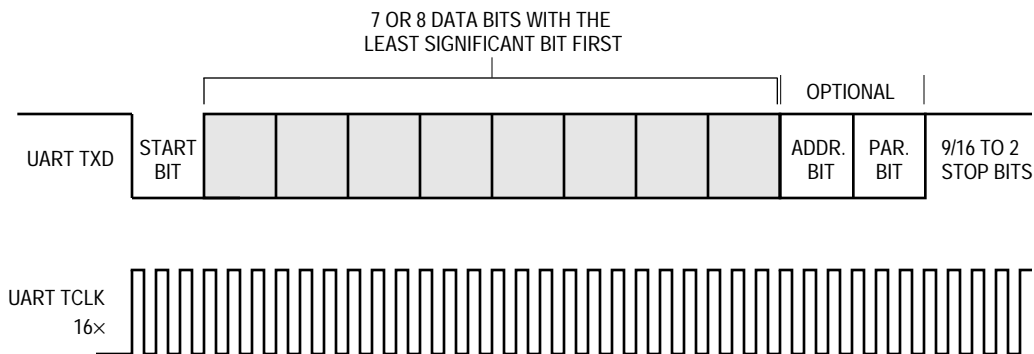 7 OR 8 DATA BITS WITH THE
LEAST SIGNIFICANT BIT FIRST
OPTIONAL
UART TXD
START
BIT
ADDR.
BIT
PAR.
BIT
9/16 TO 2
STOP BITS
UART TCLK
16×